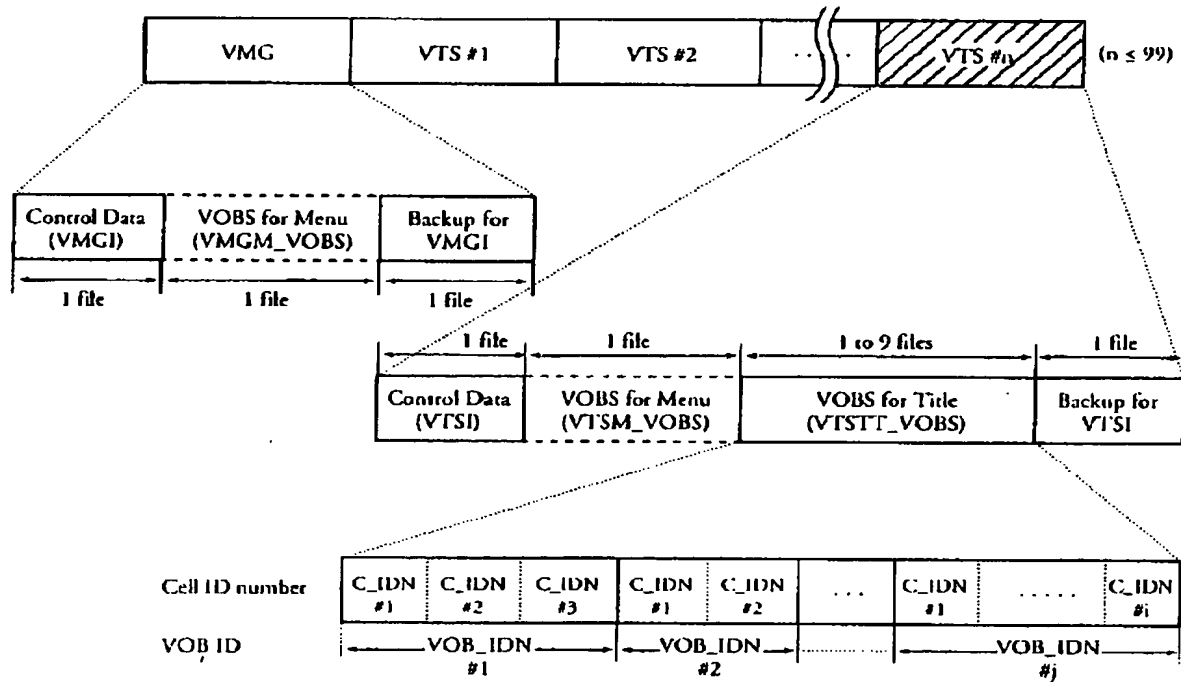 VMG VTS #1 VTS #2 . . . . . VTS #n (n ≤ 99)
Control Data (VMGI)
VOBS for Menu (VMGM_VOBS)
Backup for VMGI
1 file 1 file 1 file
1 file 1 file 1 to 9 files 1 file
Control Data (VTSI)
VOBS for Menu (VTSM_VOBS)
VOBS for Title (VTSTT_VOBS)
Backup for VTSI
Cell ID number C_IDN #1 C_IDN #2 C_IDN #3 C_IDN #1 C_IDN #2 . . . C_IDN #1 . . . . . C_IDN #i
VOB ID VOB_IDN #1 VOB_IDN #2 VOB_IDN #j